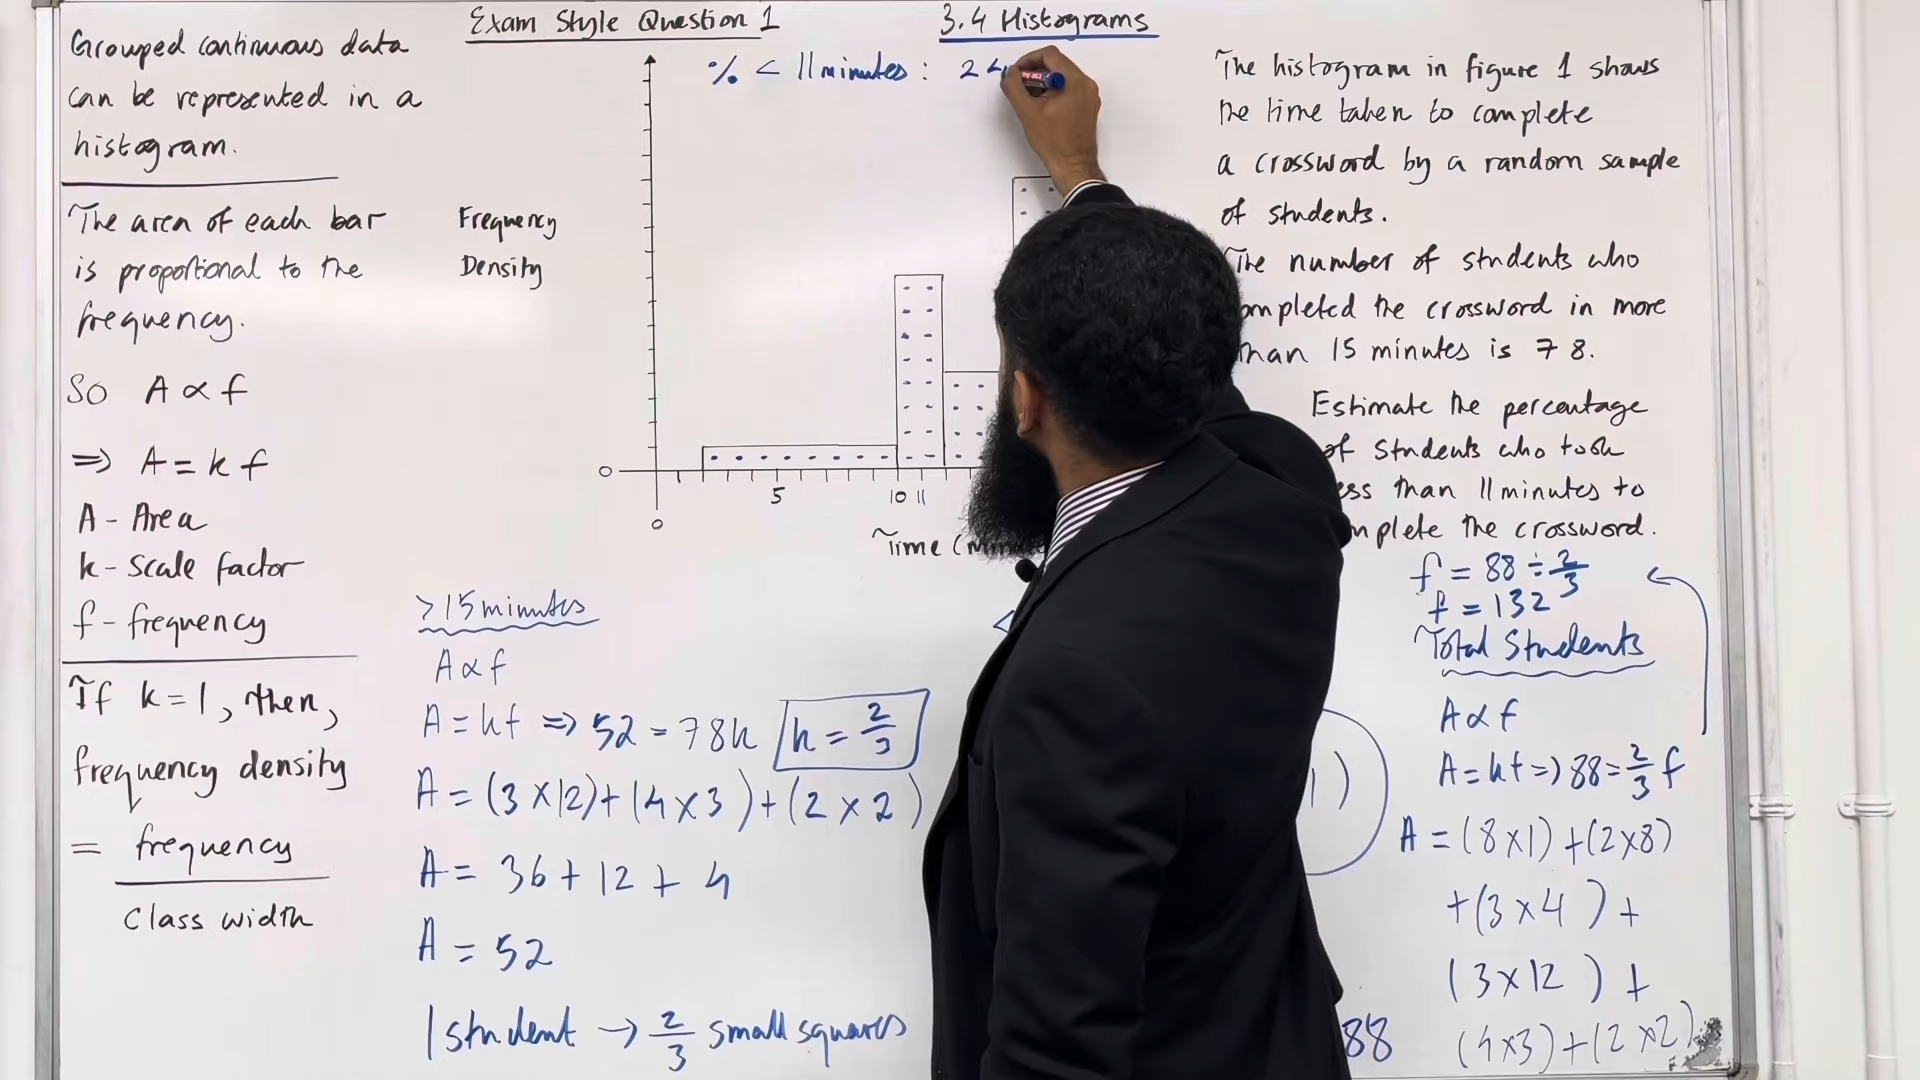 Exam Style Question 1
3.4 Histograms
Grouped continuous data
can be represented in a
histogram.
The area of each bar
is proportional to the
frequency.
So A ∝ f
=> A = k f
A - Area
k - Scale factor
f - frequency
If k = 1, then,
frequency density
= frequency
class width
% < 11 minutes : 2
Frequency
Density
0
5
10 11
0
Time
> 15 minutes
A ∝ f
A = kf => 52 = 78k k = 2/3
A = (3 × 12) + (4 × 3) + (2 × 2)
A = 36 + 12 + 4
A = 52
1 student → 2/3 small squares
<
1)
88
The histogram in figure 1 shows
the time taken to complete
a crossword by a random sample
of students.
The number of students who
ompleted the crossword in more
han 15 minutes is 78.
Estimate the percentage
of students who took
ess than 11 minutes to
mplete the crossword.
f = 88 ÷ 2/3
f = 132
Total Students
A ∝ f
A = kf => 88 = 2/3 f
A = (8×1) + (2×8)
+ (3 × 4) +
(3 × 12) +
(4×3) + (2×2)